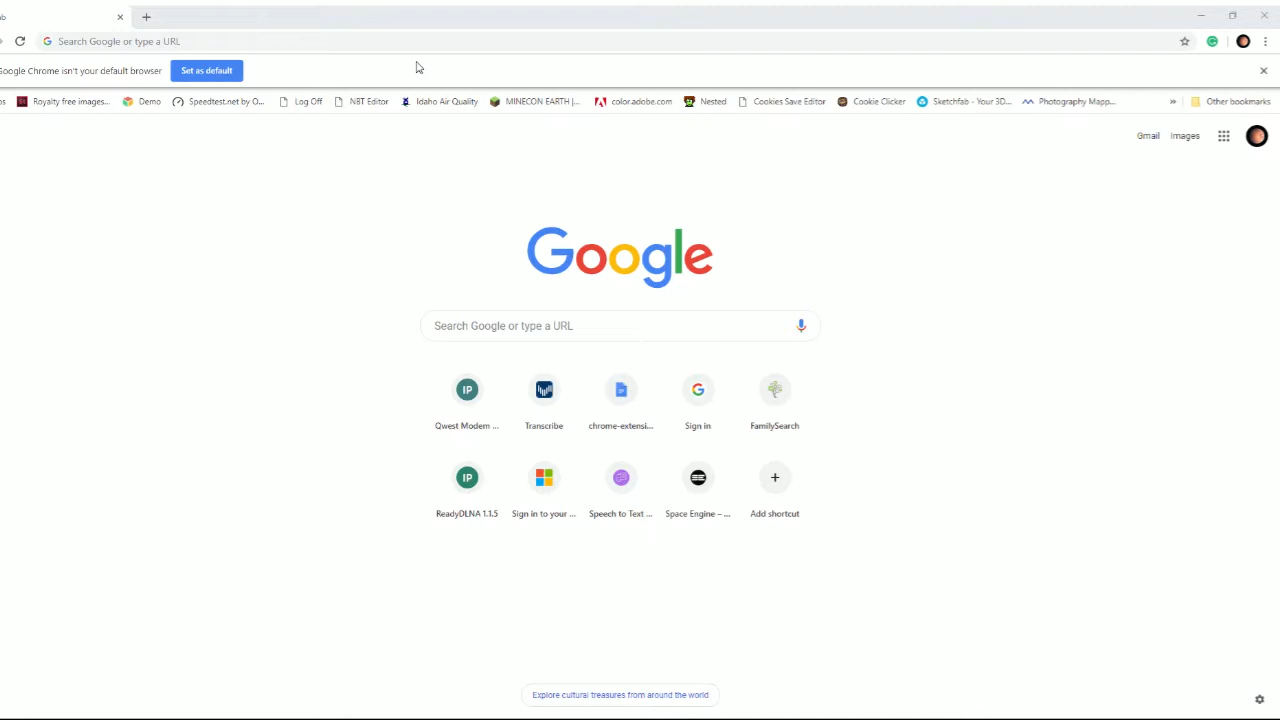 Search Google or type a URL
Google Chrome isn't your default browser Set as default
Royalty free images... Demo Speedtest.net by O... Log Off NBT Editor Idaho Air Quality MINECON EARTH |... color.adobe.com Nested Cookies Save Editor Cookie Clicker Sketchfab - Your 3D... Photography Mapp... » Other bookmarks
Gmail Images
Google
Search Google or type a URL
IP
Qwest Modem ... Transcribe chrome-extensi... Sign in FamilySearch
IP
ReadyDLNA 1.1.5 Sign in to your ... Speech to Text ... Space Engine – ... Add shortcut
Explore cultural treasures from around the world